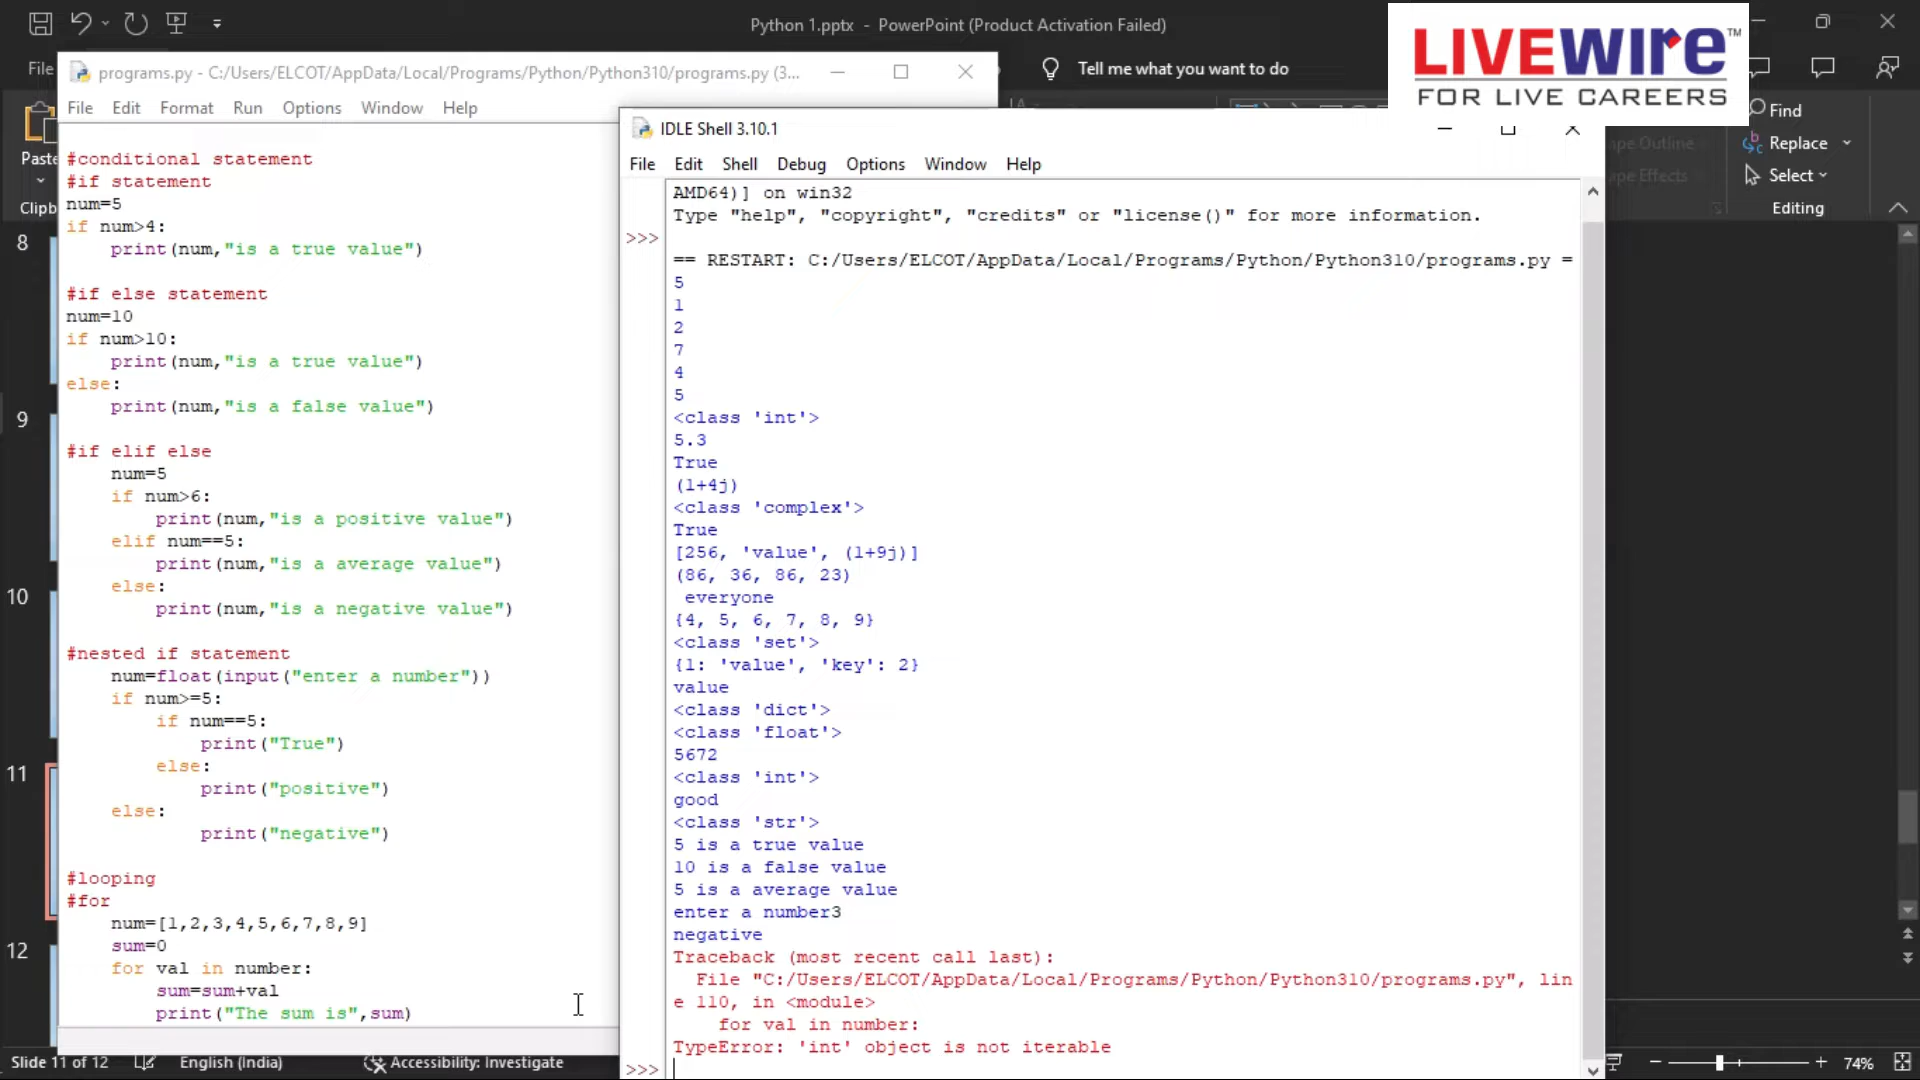 Python 1.pptx - PowerPoint (Product Activation Failed)
LIVEWIRE™
FOR LIVE CAREERS
File
Tell me what you want to do
Paste
Clipb
Find
Replace
Select
Editing
ape Outline
ape Effects
programs.py - C:/Users/ELCOT/AppData/Local/Programs/Python/Python310/programs.py (3...
File Edit Format Run Options Window Help
#conditional statement
#if statement
num=5
if num>4:
    print(num,"is a true value")
#if else statement
num=10
if num>10:
    print(num,"is a true value")
else:
    print(num,"is a false value")
#if elif else
    num=5
    if num>6:
        print(num,"is a positive value")
    elif num==5:
        print(num,"is a average value")
    else:
        print(num,"is a negative value")
#nested if statement
    num=float(input("enter a number"))
    if num>=5:
        if num==5:
            print("True")
        else:
            print("positive")
    else:
            print("negative")
#looping
#for
    num=[1,2,3,4,5,6,7,8,9]
    sum=0
    for val in number:
        sum=sum+val
        print("The sum is",sum)
IDLE Shell 3.10.1
File Edit Shell Debug Options Window Help
AMD64)] on win32
Type "help", "copyright", "credits" or "license()" for more information.
>>>
== RESTART: C:/Users/ELCOT/AppData/Local/Programs/Python/Python310/programs.py =
5
1
2
7
4
5
<class 'int'>
5.3
True
(1+4j)
<class 'complex'>
True
[256, 'value', (1+9j)]
(86, 36, 86, 23)
 everyone
{4, 5, 6, 7, 8, 9}
<class 'set'>
{1: 'value', 'key': 2}
value
<class 'dict'>
<class 'float'>
5672
<class 'int'>
good
<class 'str'>
5 is a true value
10 is a false value
5 is a average value
enter a number3
negative
Traceback (most recent call last):
  File "C:/Users/ELCOT/AppData/Local/Programs/Python/Python310/programs.py", lin
e 110, in <module>
    for val in number:
TypeError: 'int' object is not iterable
>>>
8
9
10
11
12
Slide 11 of 12 English (India) Accessibility: Investigate 74%